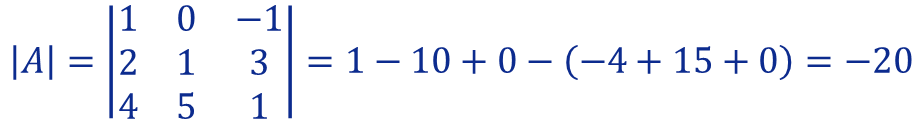 |A| = |1 0 −1|
|2 1 3|
|4 5 1| = 1 − 10 + 0 − (−4 + 15 + 0) = −20